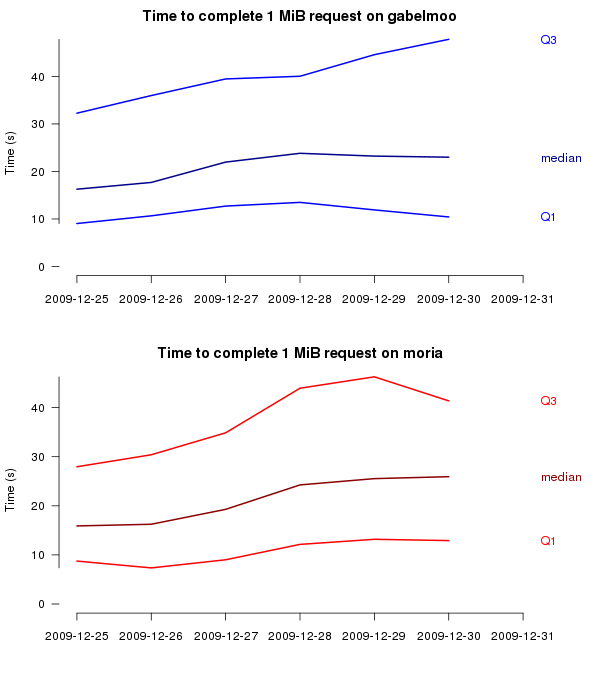 Time to complete 1 MiB request on gabelmoo
Q3
40
30
Time (s)
median
20
Q1
10
0
2009-12-25 2009-12-26 2009-12-27 2009-12-28 2009-12-29 2009-12-30 2009-12-31
Time to complete 1 MiB request on moria
Q3
40
30
Time (s)
median
20
10
Q1
0
2009-12-25 2009-12-26 2009-12-27 2009-12-28 2009-12-29 2009-12-30 2009-12-31